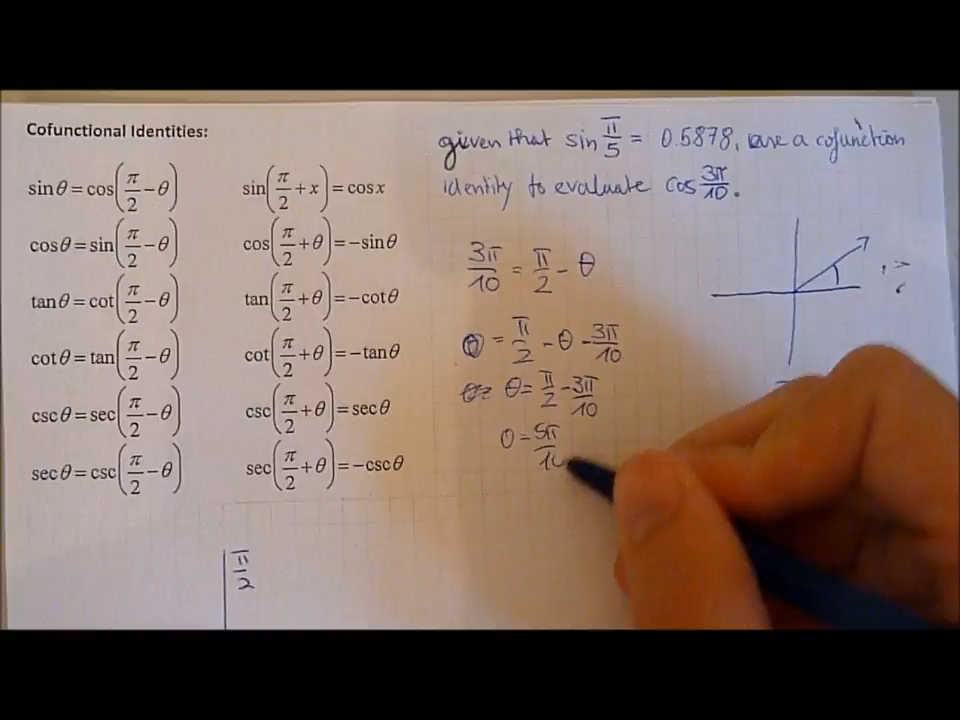 Cofunctional Identities:
sinθ = cos(π/2 − θ)
cosθ = sin(π/2 − θ)
tanθ = cot(π/2 − θ)
cotθ = tan(π/2 − θ)
cscθ = sec(π/2 − θ)
secθ = csc(π/2 − θ)
sin(π/2 + x) = cosx
cos(π/2 + θ) = −sinθ
tan(π/2 + θ) = −cotθ
cot(π/2 + θ) = −tanθ
csc(π/2 + θ) = secθ
sec(π/2 + θ) = −cscθ
given that sin π/5 = 0.5878, use a cofunction
identity to evaluate cos 3π/10.
3π/10 = π/2 − θ
0 = π/2 − θ − 3π/10
θ = π/2 − 3π/10
θ = 5π/10
π/2